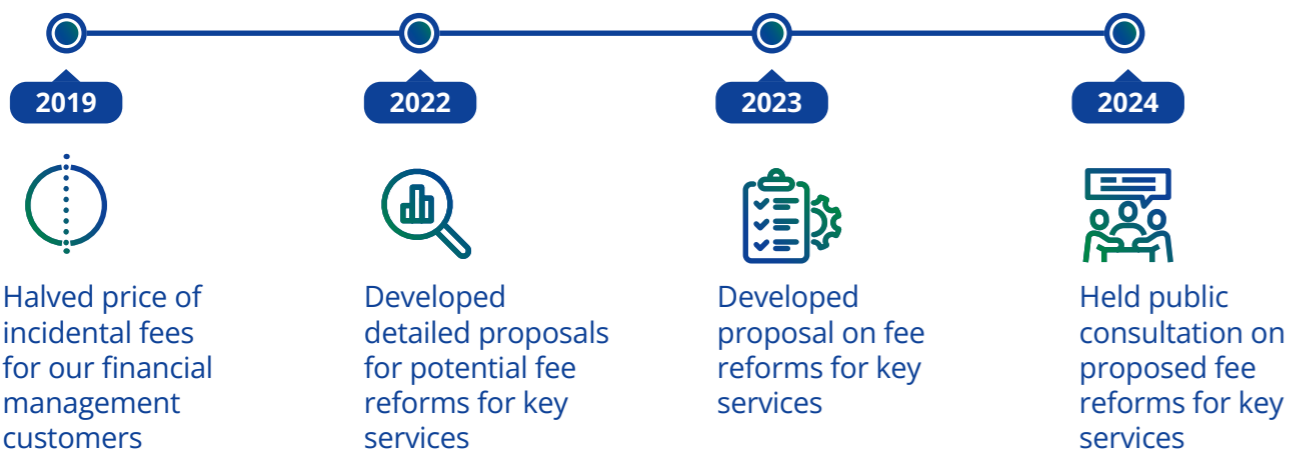 2019
2022
2023
2024
Halved price of
incidental fees
for our financial
management
customers
Developed
detailed proposals
for potential fee
reforms for key
services
Developed
proposal on fee
reforms for key
services
Held public
consultation on
proposed fee
reforms for key
services